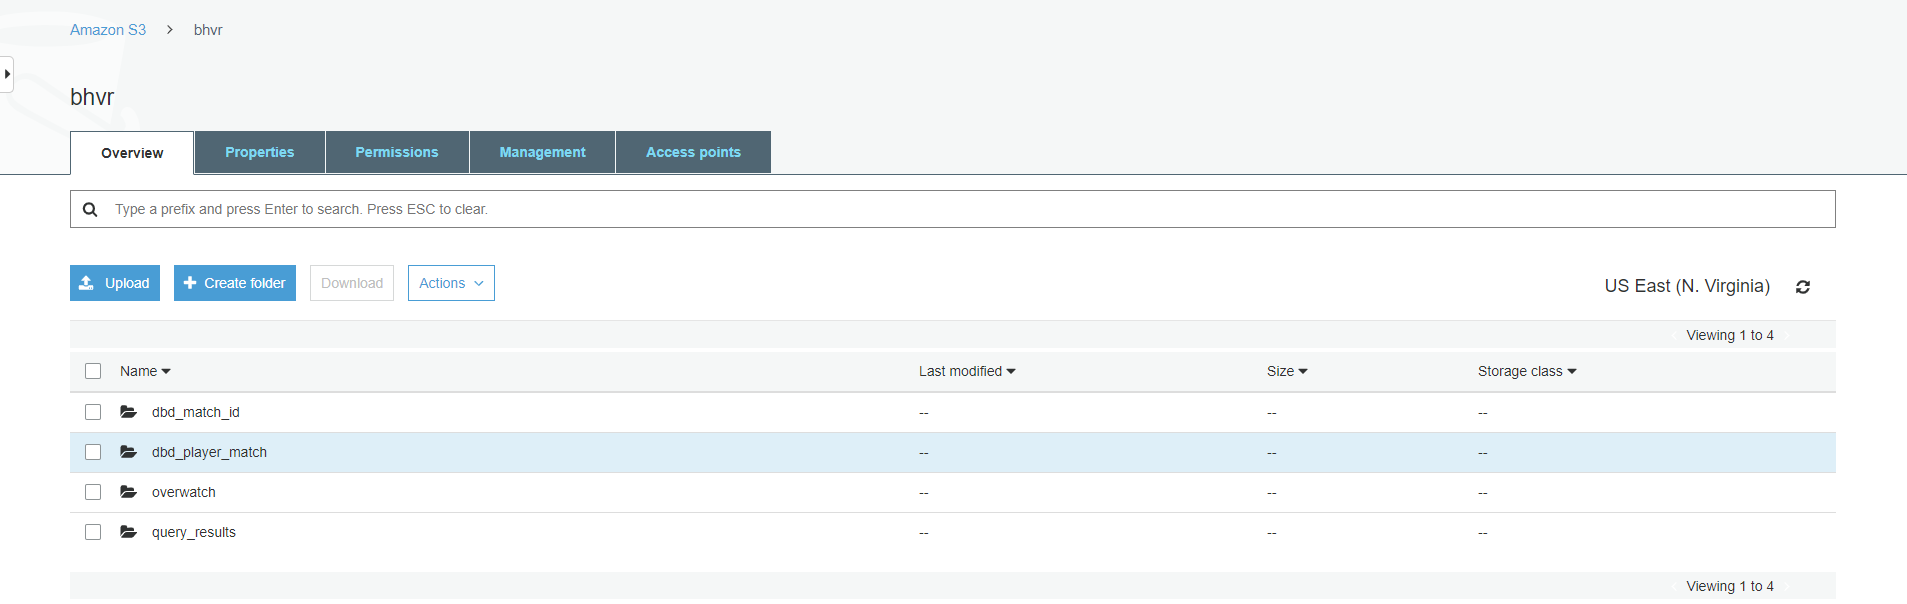 Amazon S3 > bhvr
bhvr
Overview Properties Permissions Management Access points
Type a prefix and press Enter to search. Press ESC to clear.
Upload Create folder Download Actions US East (N. Virginia)
Viewing 1 to 4
Name Last modified Size Storage class
dbd_match_id -- -- --
dbd_player_match -- -- --
overwatch -- -- --
query_results -- -- --
Viewing 1 to 4